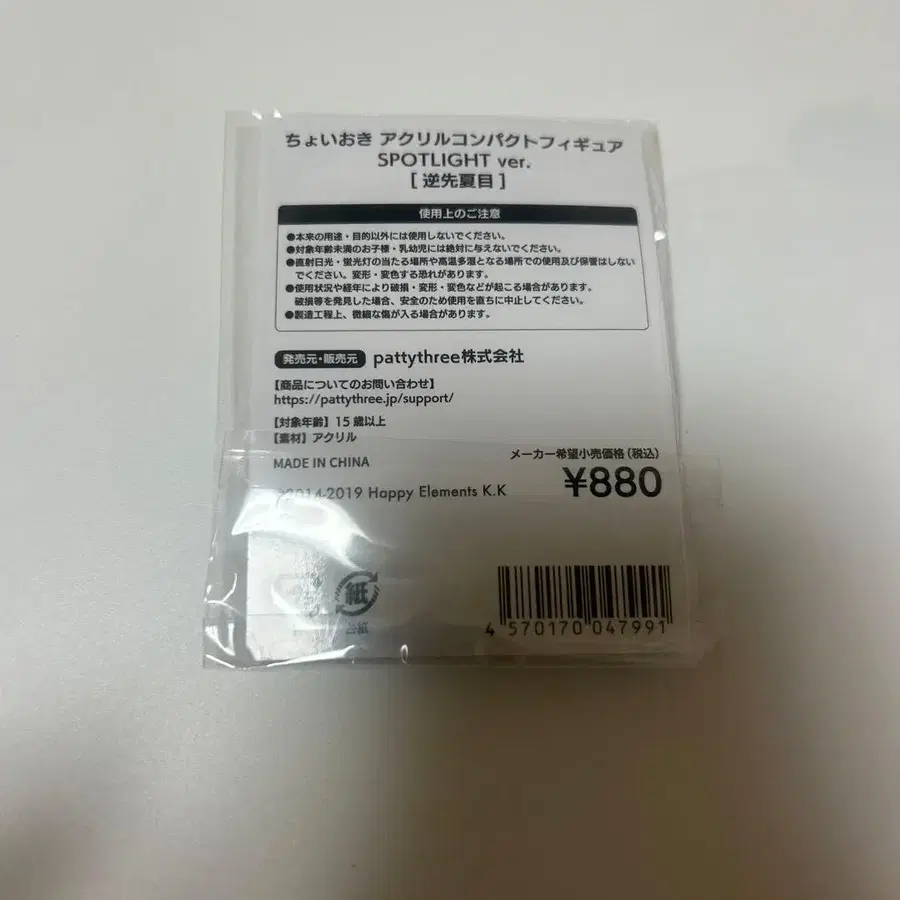 ちょいおき アクリルコンパクトフィギュア
SPOTLIGHT ver.
[ 逆先夏目 ]
使用上のご注意
●本来の用途・目的以外には使用しないでください。
●対象年齢未満のお子様・乳幼児には絶対に与えないでください。
●直射日光・蛍光灯の当たる場所や高温多湿となる場所での使用及び保管はしない
でください。変形・変色する恐れがあります。
●使用状況や経年により破損・変形・変色などが起こる場合があります。
破損等を発見した場合、安全のため使用を直ちに中止してください。
●製造工程上、微細な傷が入る場合があります。
発売元・販売元 pattythree株式会社
【商品についてのお問い合わせ】
https://pattythree.jp/support/
【対象年齢】15歳以上
【素材】アクリル
MADE IN CHINA
メーカー希望小売価格(税込)
¥880
©2014-2019 Happy Elements K.K
紙
台紙
4 570170 047991